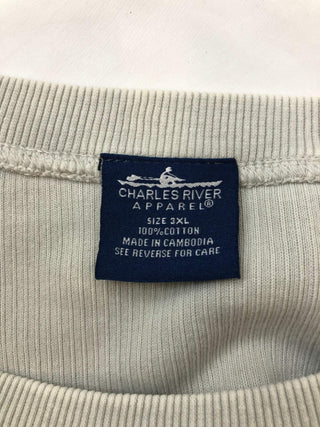 CHARLES RIVER
APPAREL®
SIZE 3XL
100% COTTON
MADE IN CAMBODIA
SEE REVERSE FOR CARE